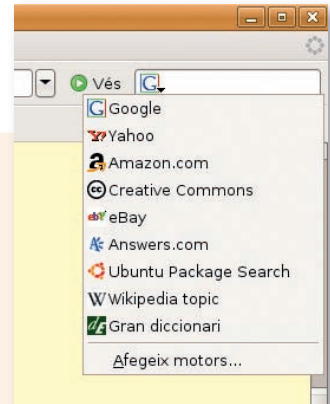 Vés
Google
Yahoo
Amazon.com
Creative Commons
eBay
Answers.com
Ubuntu Package Search
Wikipedia topic
Gran diccionari
Afegeix motors...